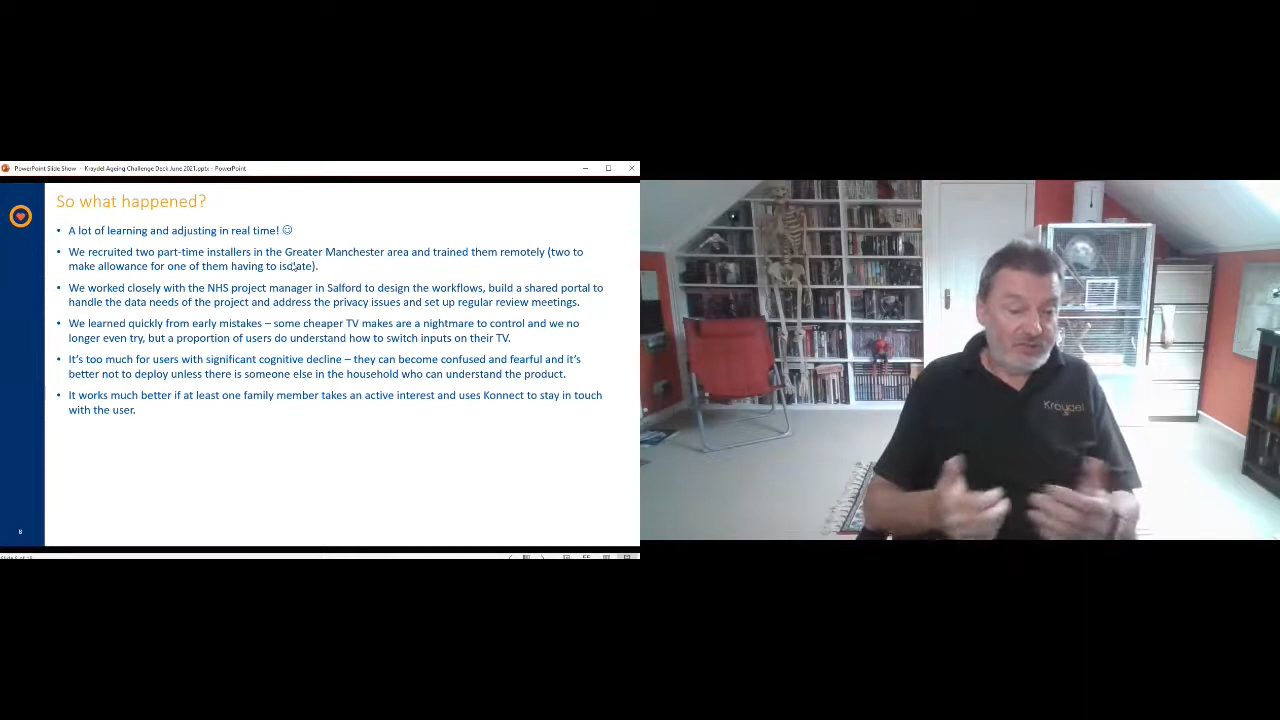 PowerPoint Slide Show - Kraydel Ageing Challenge Deck June 2021.pptx - PowerPoint
So what happened?
• A lot of learning and adjusting in real time! ☺
• We recruited two part-time installers in the Greater Manchester area and trained them remotely (two to
make allowance for one of them having to isolate).
• We worked closely with the NHS project manager in Salford to design the workflows, build a shared portal to
handle the data needs of the project and address the privacy issues and set up regular review meetings.
• We learned quickly from early mistakes – some cheaper TV makes are a nightmare to control and we no
longer even try, but a proportion of users do understand how to switch inputs on their TV.
• It's too much for users with significant cognitive decline – they can become confused and fearful and it's
better not to deploy unless there is someone else in the household who can understand the product.
• It works much better if at least one family member takes an active interest and uses Konnect to stay in touch
with the user.
8
Kraydel